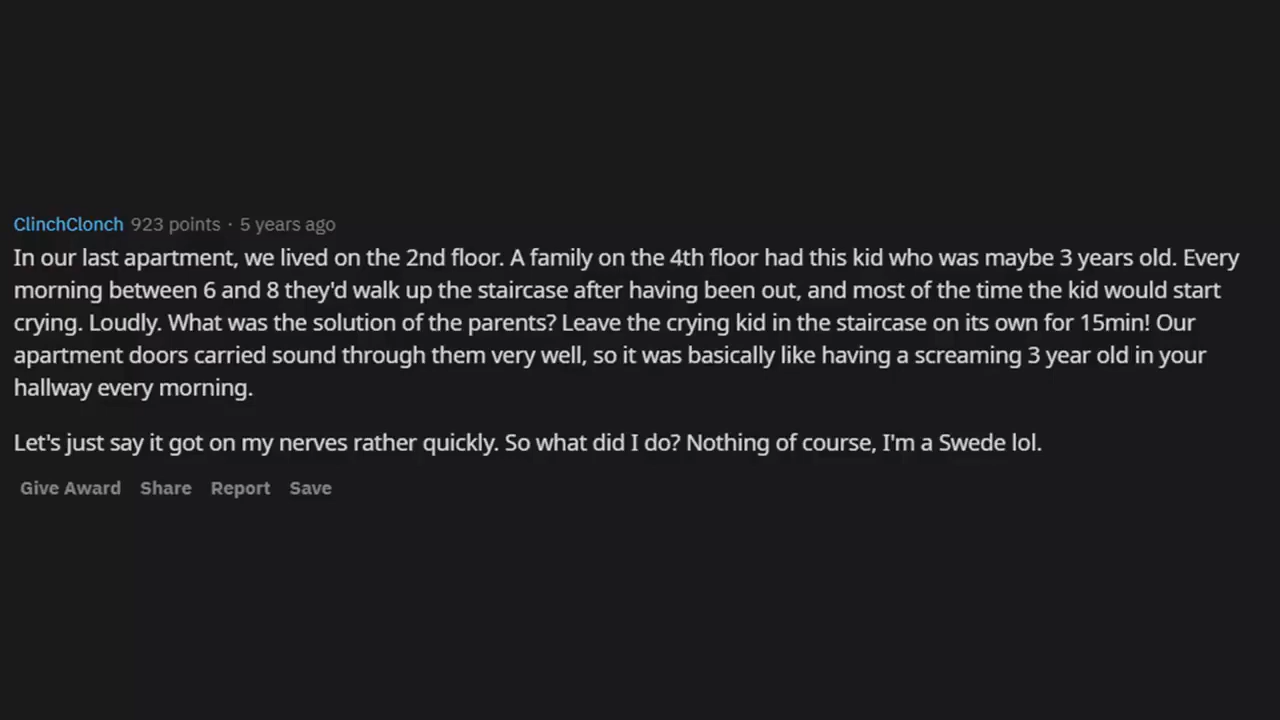 ClinchClonch 923 points · 5 years ago
In our last apartment, we lived on the 2nd floor. A family on the 4th floor had this kid who was maybe 3 years old. Every
morning between 6 and 8 they'd walk up the staircase after having been out, and most of the time the kid would start
crying. Loudly. What was the solution of the parents? Leave the crying kid in the staircase on its own for 15min! Our
apartment doors carried sound through them very well, so it was basically like having a screaming 3 year old in your
hallway every morning.
Let's just say it got on my nerves rather quickly. So what did I do? Nothing of course, I'm a Swede lol.
Give Award Share Report Save